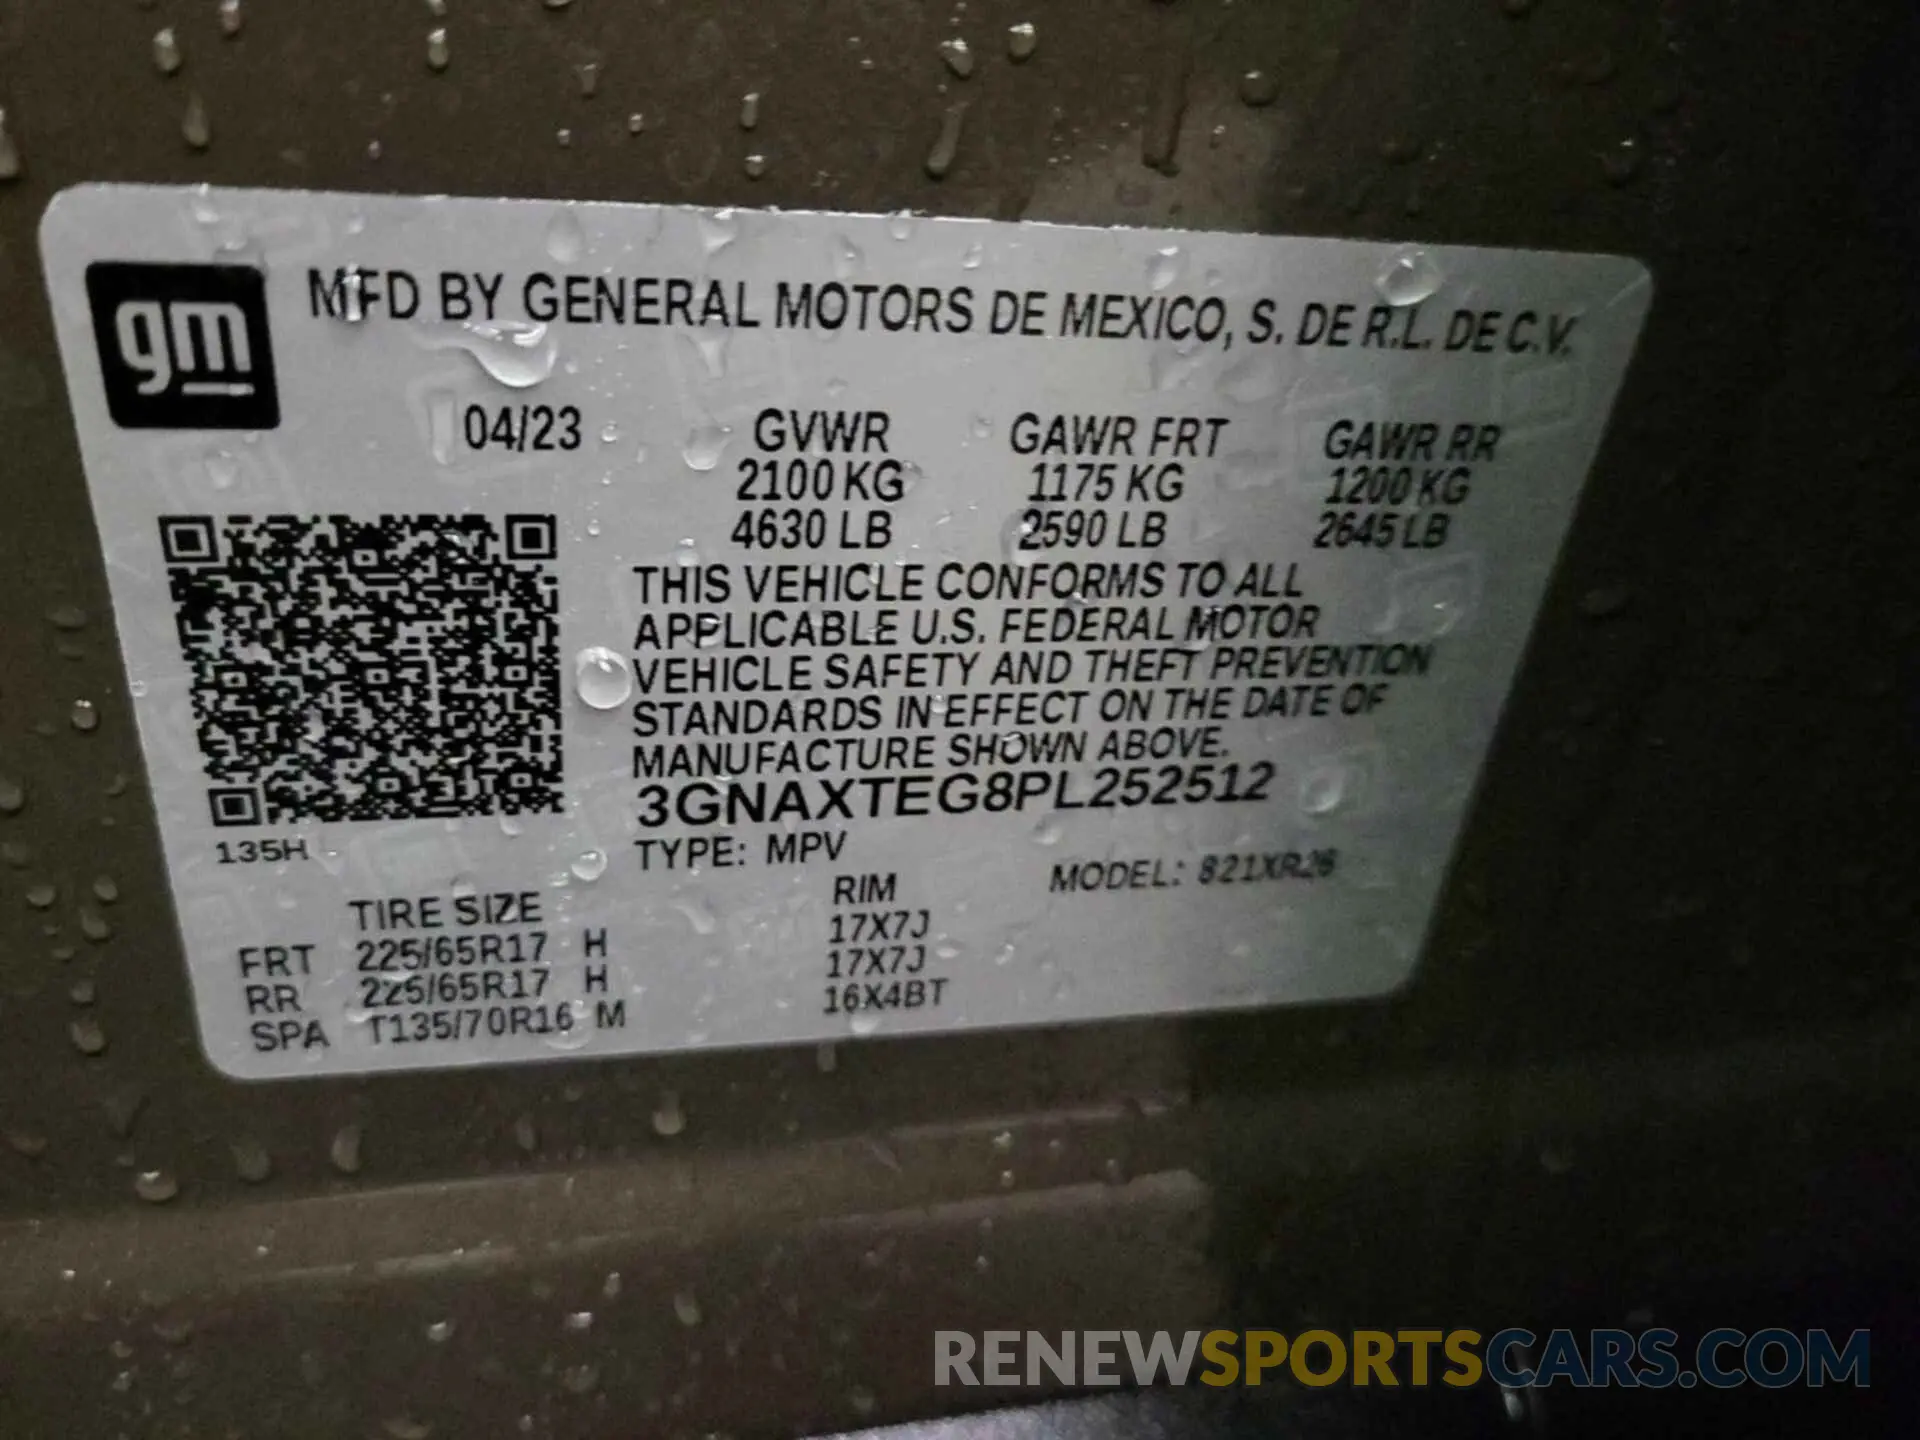 gm
MFD BY GENERAL MOTORS DE MEXICO, S. DE R.L. DE C.V.
04/23 GVWR GAWR FRT GAWR RR
2100 KG 1175 KG 1200 KG
4630 LB 2590 LB 2645 LB
THIS VEHICLE CONFORMS TO ALL
APPLICABLE U.S. FEDERAL MOTOR
VEHICLE SAFETY AND THEFT PREVENTION
STANDARDS IN EFFECT ON THE DATE OF
MANUFACTURE SHOWN ABOVE.
3GNAXTEG8PL252512
135H
TYPE: MPV MODEL: 821XR26
TIRE SIZE RIM
FRT 225/65R17 H 17X7J
RR 225/65R17 H 17X7J
SPA T135/70R16 M 16X4BT
RENEWSPORTSCARS.COM